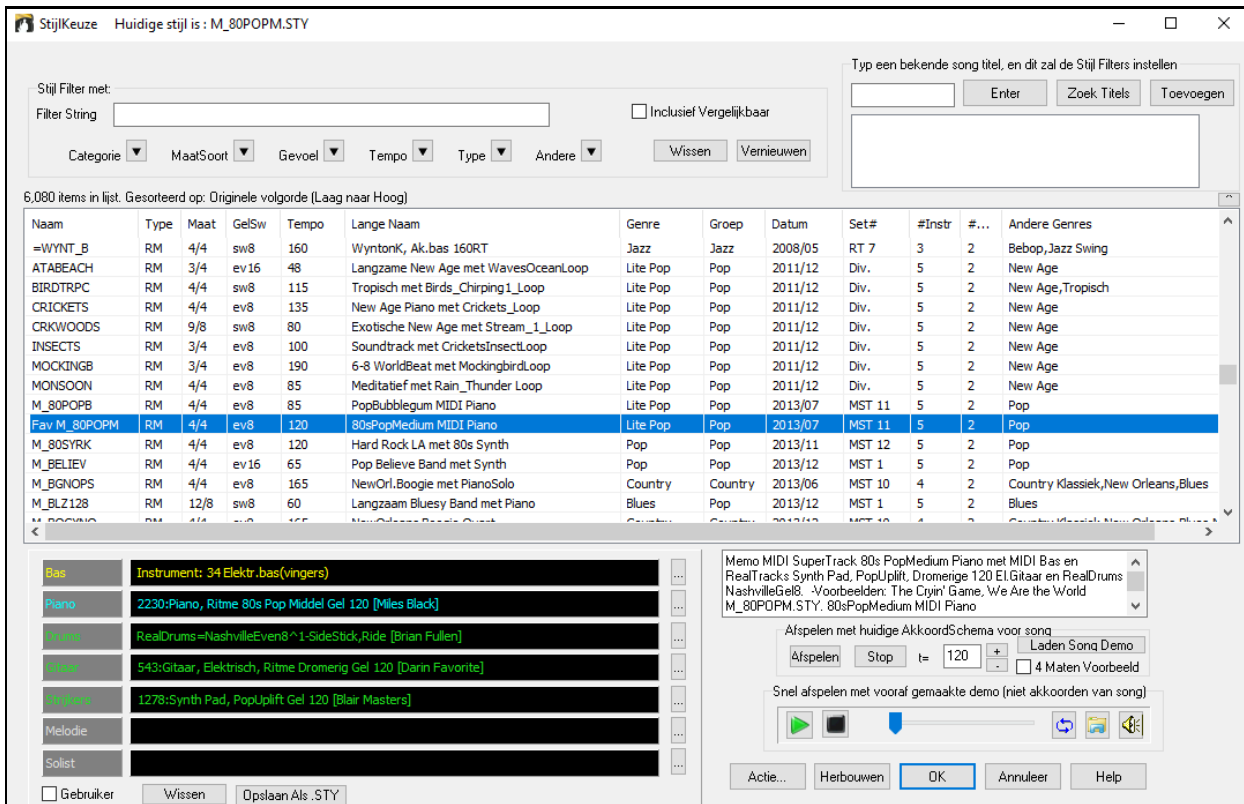 StijlKeuze Huidige stijl is : M_80POPM.STY
Typ een bekende song titel, en dit zal de Stijl Filters instellen
Enter Zoek Titels Toevoegen
Stijl Filter met:
Filter String
Inclusief Vergelijkbaar
Categorie MaatSoort Gevoel Tempo Type Andere Wissen Vernieuwen
6,080 items in lijst. Gesorteerd op: Originele volgorde (Laag naar Hoog)
Naam Type Maat GelSw Tempo Lange Naam Genre Groep Datum Set# #Instr #... Andere Genres
=WYNT_B RM 4/4 sw8 160 WyntonK, Ak.bas 160RT Jazz Jazz 2008/05 RT 7 3 2 Bebop,Jazz Swing
ATABEACH RM 3/4 ev16 48 Langzame New Age met WavesOceanLoop Lite Pop Pop 2011/12 Div. 5 2 New Age
BIRDTRPC RM 4/4 sw8 115 Tropisch met Birds_Chirping1_Loop Lite Pop Pop 2011/12 Div. 5 2 New Age,Tropisch
CRICKETS RM 4/4 ev8 135 New Age Piano met Crickets_Loop Lite Pop Pop 2011/12 Div. 5 2 New Age
CRKWOODS RM 9/8 sw8 80 Exotische New Age met Stream_1_Loop Lite Pop Pop 2011/12 Div. 5 2 New Age
INSECTS RM 3/4 ev8 100 Soundtrack met CricketsInsectLoop Lite Pop Pop 2011/12 Div. 5 2 New Age
MOCKINGB RM 3/4 ev8 190 6-8 WorldBeat met MockingbirdLoop Lite Pop Pop 2011/12 Div. 5 2 New Age
MONSOON RM 4/4 ev8 85 Meditatief met Rain_Thunder Loop Lite Pop Pop 2011/12 Div. 5 2 New Age
M_80POPB RM 4/4 ev8 85 PopBubblegum MIDI Piano Lite Pop Pop 2013/07 MST 11 5 2 Pop
Fav M_80POPM RM 4/4 ev8 120 80sPopMedium MIDI Piano Lite Pop Pop 2013/07 MST 11 5 2 Pop
M_80SYRK RM 4/4 ev8 120 Hard Rock LA met 80s Synth Pop Pop 2013/11 MST 12 5 2 Pop
M_BELIEV RM 4/4 ev16 65 Pop Believe Band met Synth Pop Pop 2013/12 MST 1 5 2 Pop
M_BGNOPS RM 4/4 ev8 165 NewOrl.Boogie met PianoSolo Country Country 2013/06 MST 10 4 2 Country Klassiek,New Orleans,Blues
M_BLZ128 RM 12/8 sw8 60 Langzaam Bluesy Band met Piano Blues Pop 2013/12 MST 1 5 2 Blues
Bas Instrument: 34 Elektr.bas(vingers) ...
Piano 2230:Piano, Ritme 80s Pop Middel Gel 120 [Miles Black] ...
Drums RealDrums=NashvilleEven8^1-SideStick,Ride [Brian Fullen] ...
Gitaar 543:Gitaar, Elektrisch, Ritme Dromerig Gel 120 [Darin Favorite] ...
Strijkers 1278:Synth Pad, PopUplift Gel 120 [Blair Masters] ...
Melodie ...
Solist ...
Gebruiker Wissen Opslaan Als .STY
Memo MIDI SuperTrack 80s PopMedium Piano met MIDI Bas en
RealTracks Synth Pad, PopUplift, Dromerige 120 El.Gitaar en RealDrums
NashvilleGel8. -Voorbeelden: The Cryin' Game, We Are the World
M_80POPM.STY. 80sPopMedium MIDI Piano
Afspelen met huidige AkkoordSchema voor song
Afspelen Stop t= 120 + - Laden Song Demo
4 Maten Voorbeeld
Snel afspelen met vooraf gemaakte demo (niet akkoorden van song)
Actie... Herbouwen OK Annuleer Help